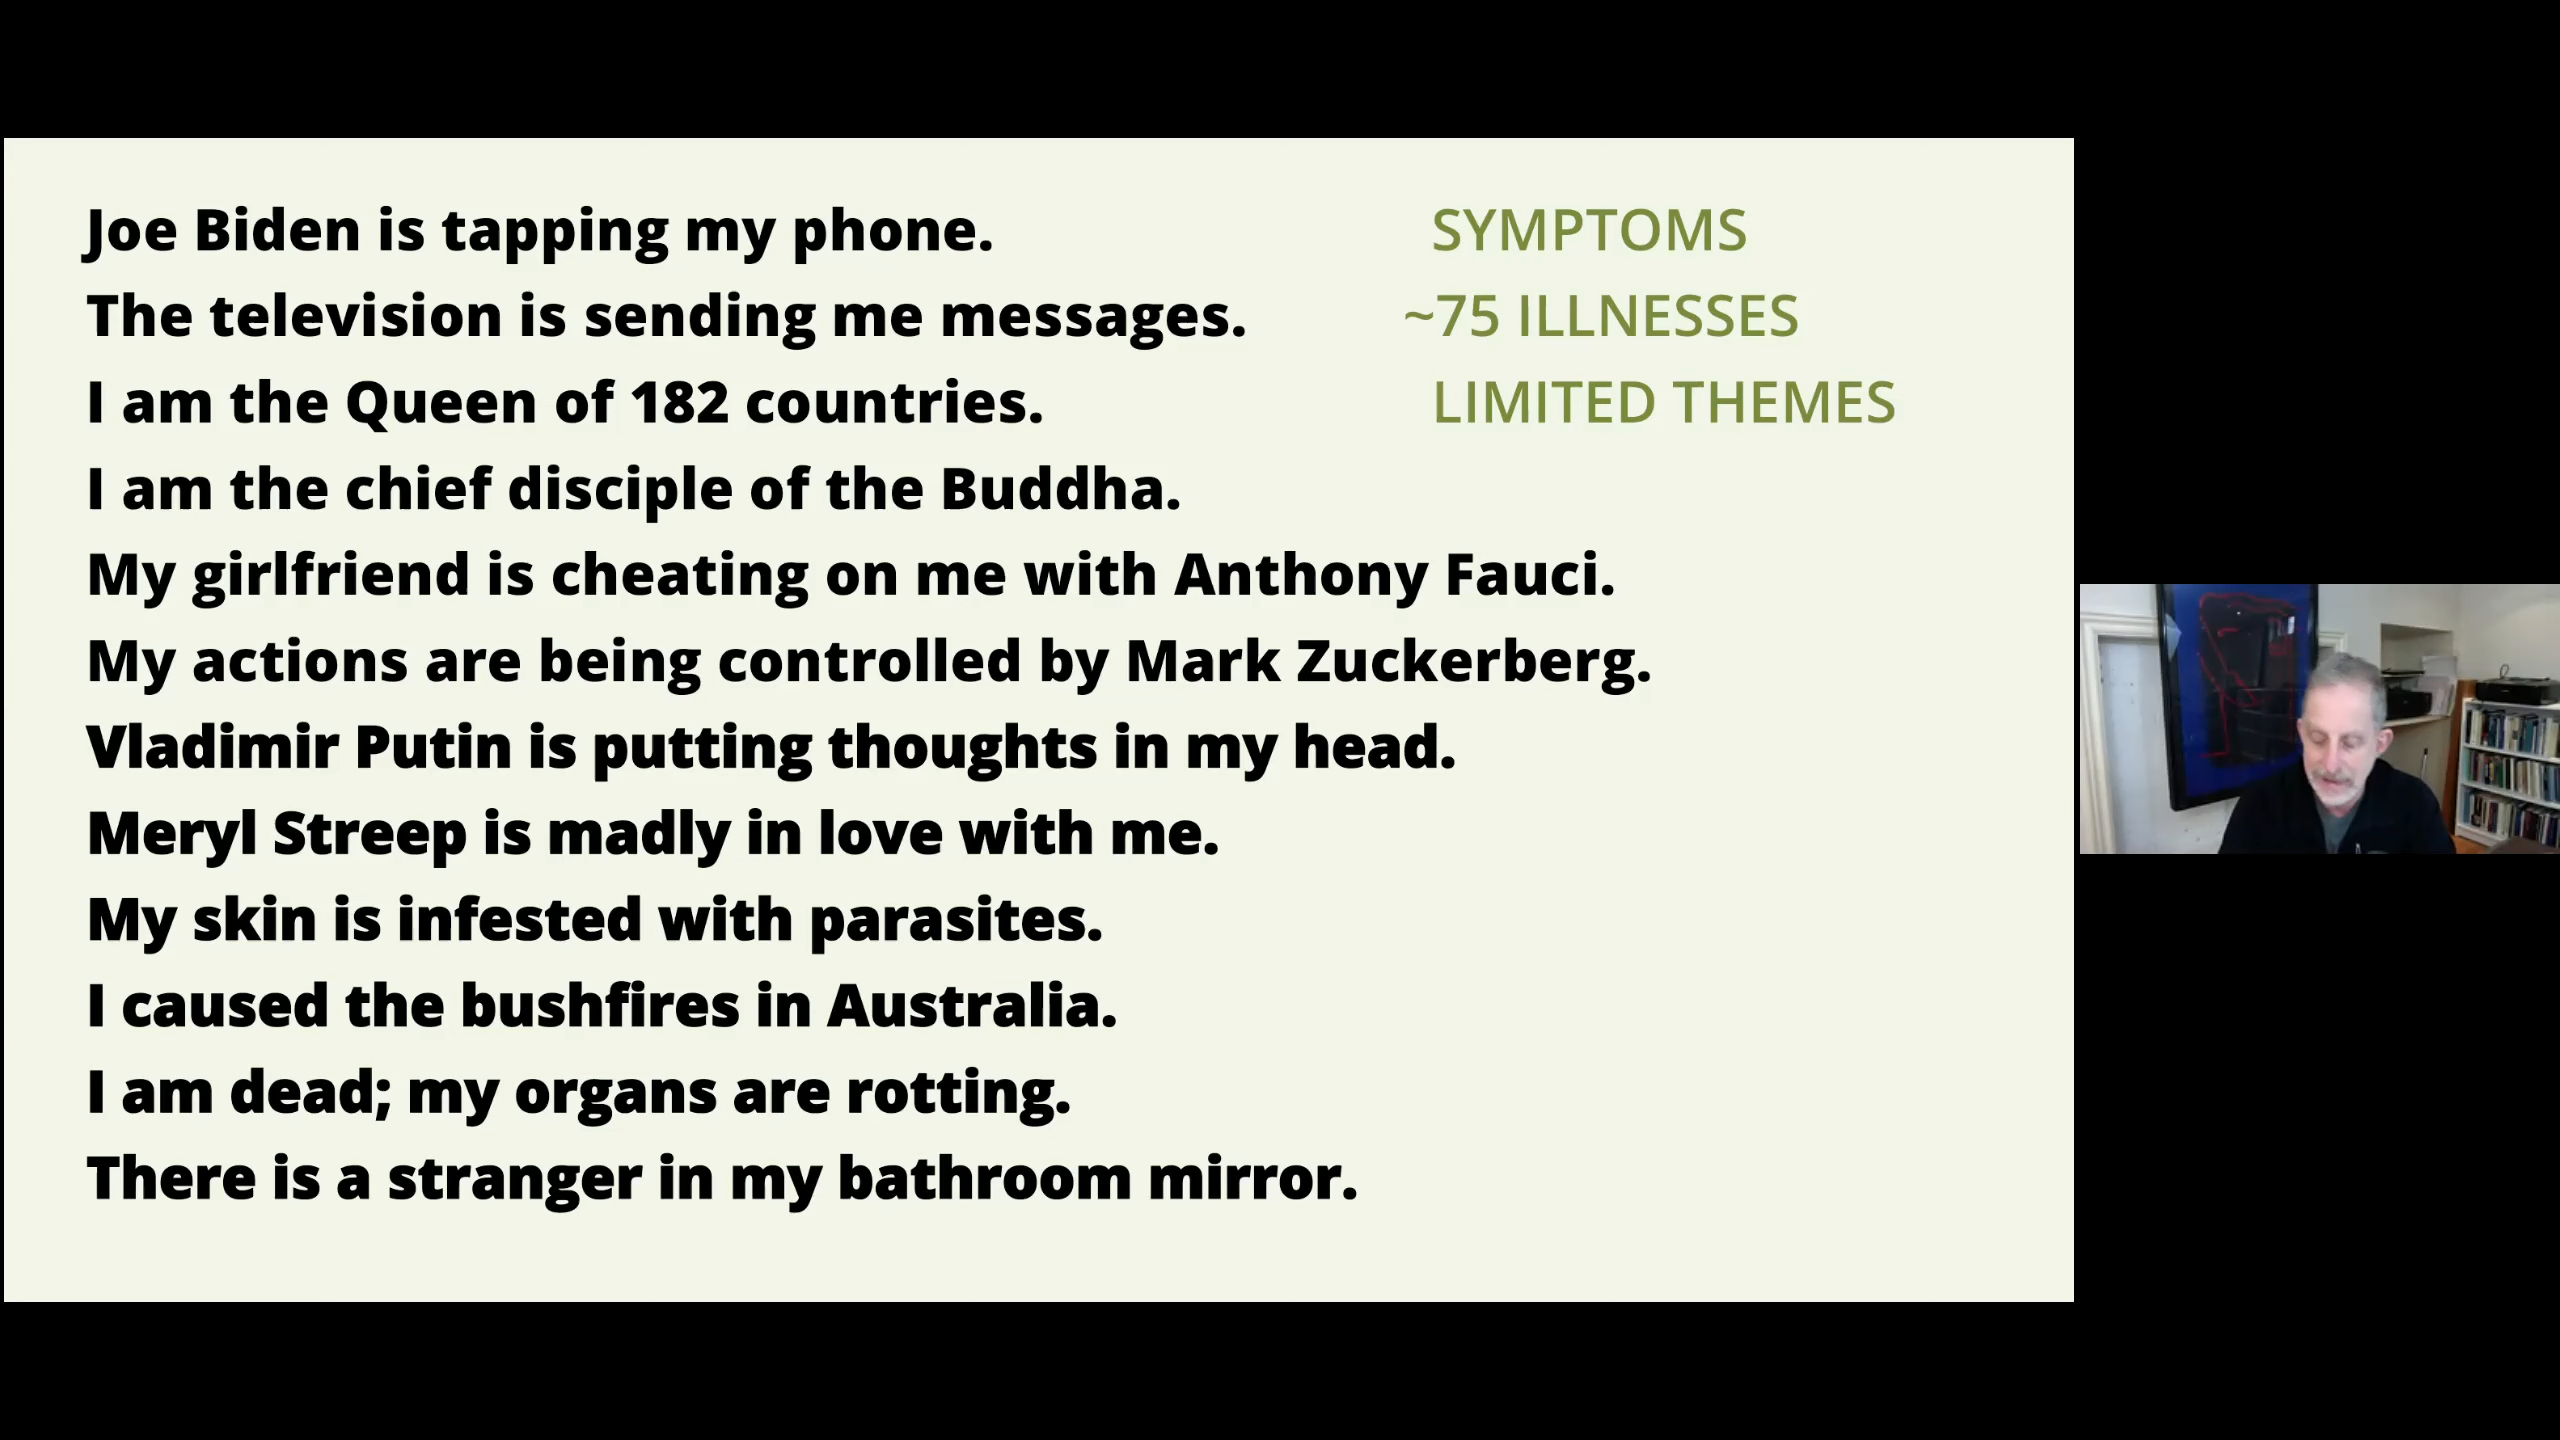 Joe Biden is tapping my phone.
The television is sending me messages.
I am the Queen of 182 countries.
I am the chief disciple of the Buddha.
My girlfriend is cheating on me with Anthony Fauci.
My actions are being controlled by Mark Zuckerberg.
Vladimir Putin is putting thoughts in my head.
Meryl Streep is madly in love with me.
My skin is infested with parasites.
I caused the bushfires in Australia.
I am dead; my organs are rotting.
There is a stranger in my bathroom mirror.
SYMPTOMS
~75 ILLNESSES
LIMITED THEMES